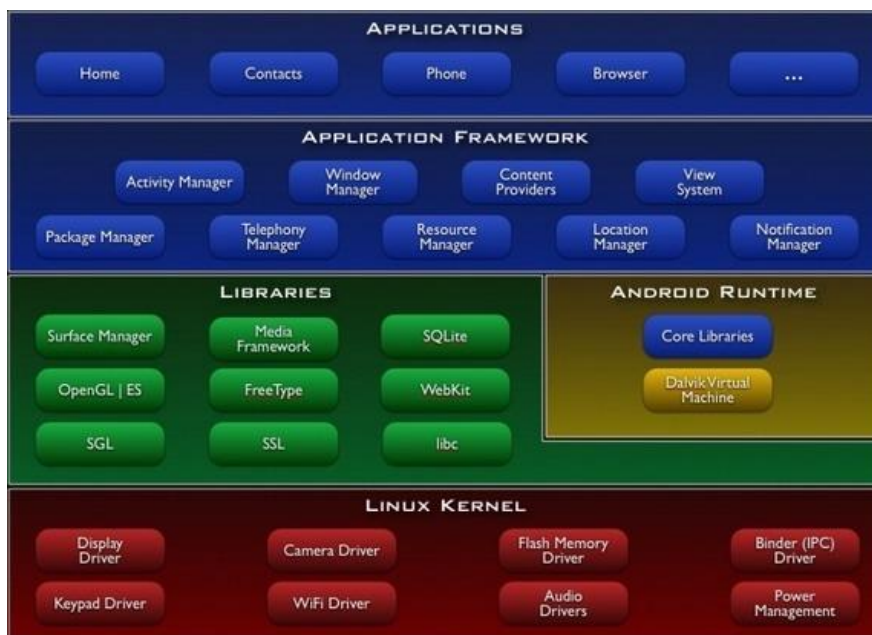 APPLICATIONS
Home
Contacts
Phone
Browser
...
APPLICATION FRAMEWORK
Activity Manager
Window
Manager
Content
Providers
View
System
Package Manager
Telephony
Manager
Resource
Manager
Location
Manager
Notification
Manager
LIBRARIES
Surface Manager
Media
Framework
SQLite
OpenGL | ES
FreeType
WebKit
SGL
SSL
libc
ANDROID RUNTIME
Core Libraries
Dalvik Virtual
Machine
LINUX KERNEL
Display
Driver
Camera Driver
Flash Memory
Driver
Binder (IPC)
Driver
Keypad Driver
WiFi Driver
Audio
Drivers
Power
Management